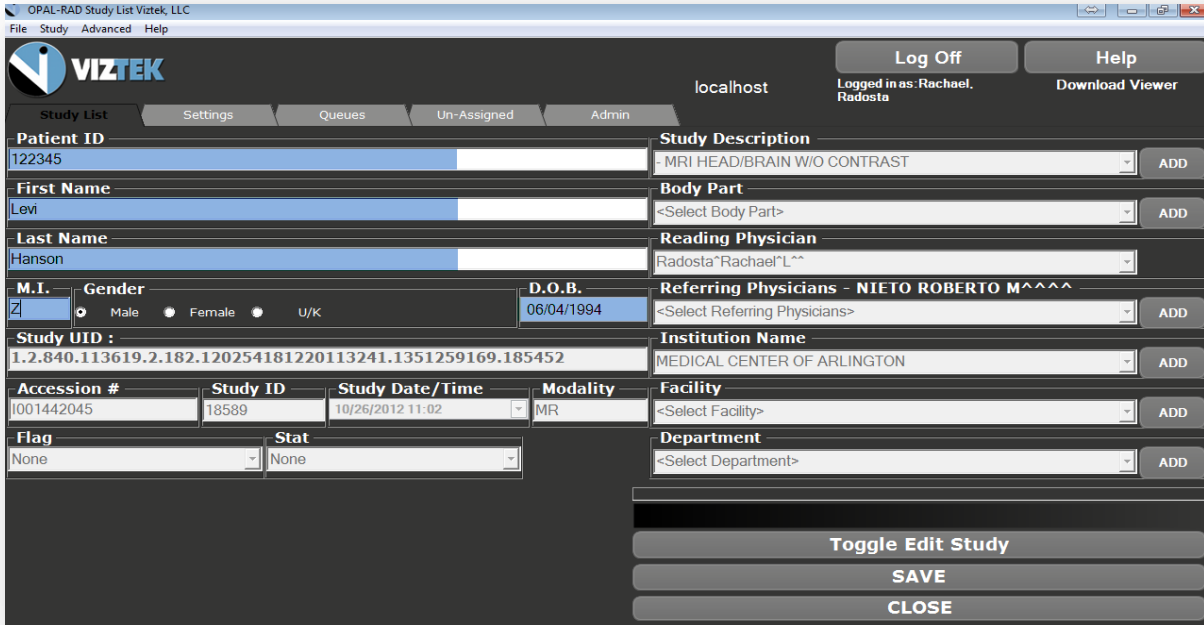 OPAL-RAD Study List Viztek, LLC
File Study Advanced Help
VIZTEK
localhost
Log Off
Help
Logged in as: Rachael, Radosta
Download Viewer
Study List Settings Queues Un-Assigned Admin
Patient ID
122345
First Name
Levi
Last Name
Hanson
M.I. Gender D.O.B.
Z Male Female U/K 06/04/1994
Study UID :
1.2.840.113619.2.182.120254181220113241.1351259169.185452
Accession # Study ID Study Date/Time Modality
I001442045 18589 10/26/2012 11:02 MR
Flag Stat
None None
Study Description
- MRI HEAD/BRAIN W/O CONTRAST ADD
Body Part
<Select Body Part> ADD
Reading Physician
Radosta^Rachael^L^^
Referring Physicians - NIETO ROBERTO M^^^^
<Select Referring Physicians> ADD
Institution Name
MEDICAL CENTER OF ARLINGTON ADD
Facility
<Select Facility> ADD
Department
<Select Department> ADD
Toggle Edit Study
SAVE
CLOSE